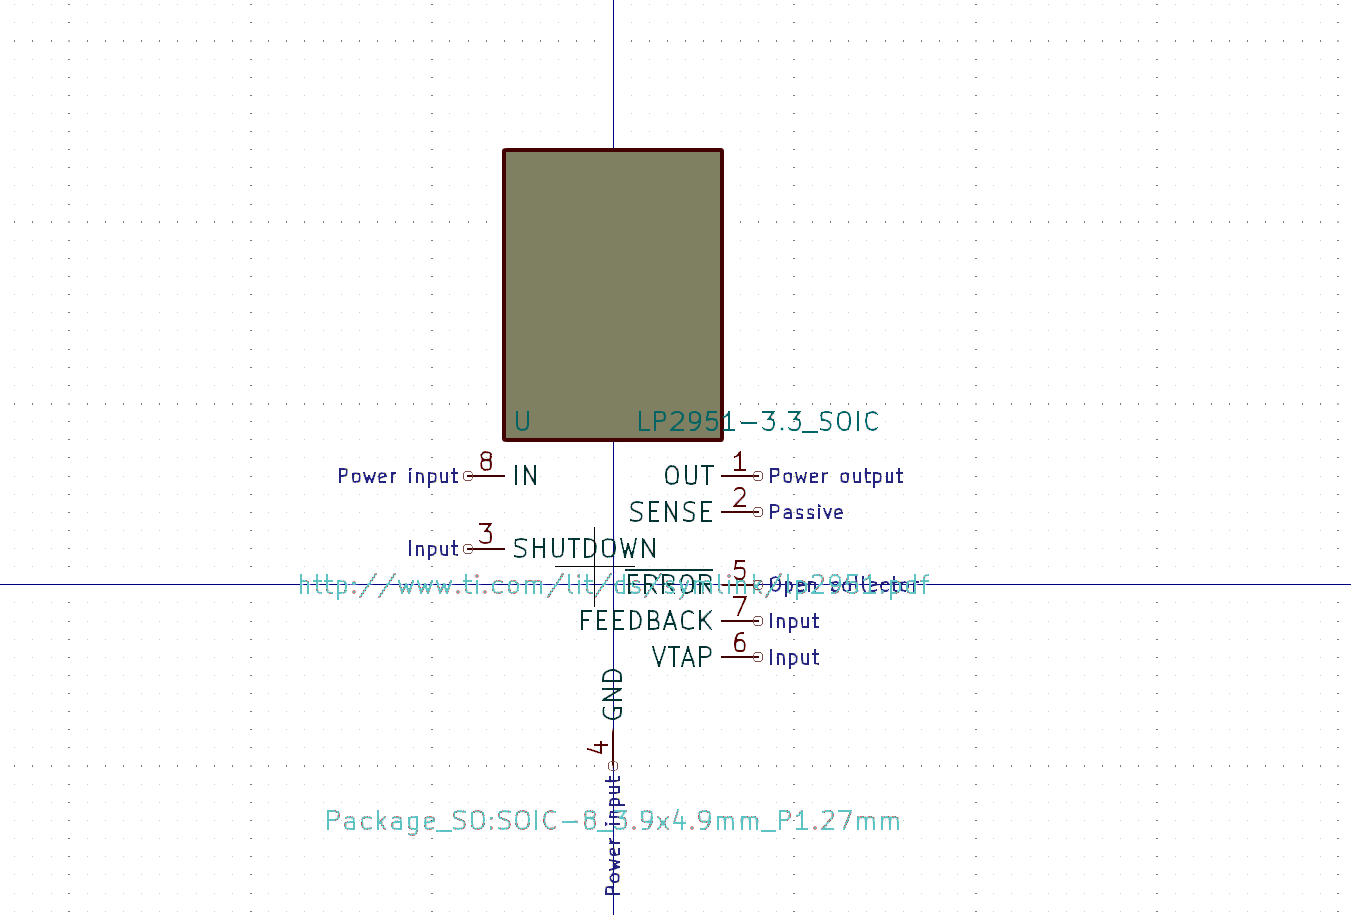 U
LP2951-3.3_SOIC
Power input 8 IN
OUT 1 Power output
SENSE 2 Passive
Input 3 SHUTDOWN
http://www.ti.com/lit/ds/symlink/lp2951.pdf
ERROR 5 Open collector
FEEDBACK 7 Input
VTAP 6 Input
GND
4
Power input
Package_SO:SOIC-8_3.9x4.9mm_P1.27mm